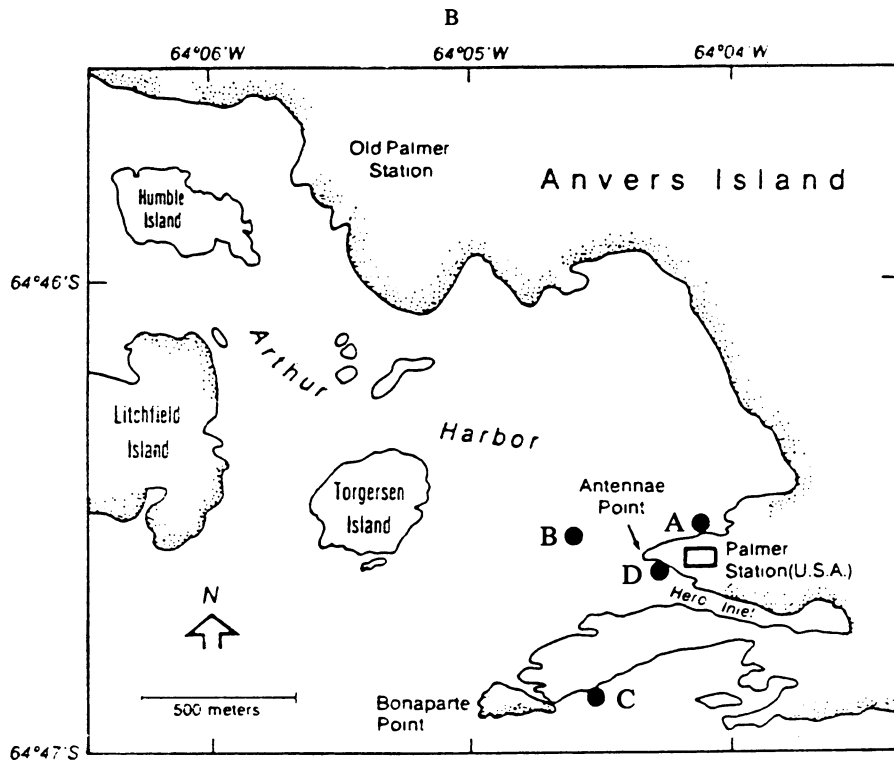 B
64°06'W 64°05'W 64°04'W
Old Palmer
Station
Anvers Island
Humble
Island
64°46'S
Arthur
Harbor
Litchfield
Island
Torgersen
Island
Antennae
Point
A
B
Palmer
Station(U.S.A.)
D
Hero Inlet
N
C
500 meters
Bonaparte
Point
64°47'S